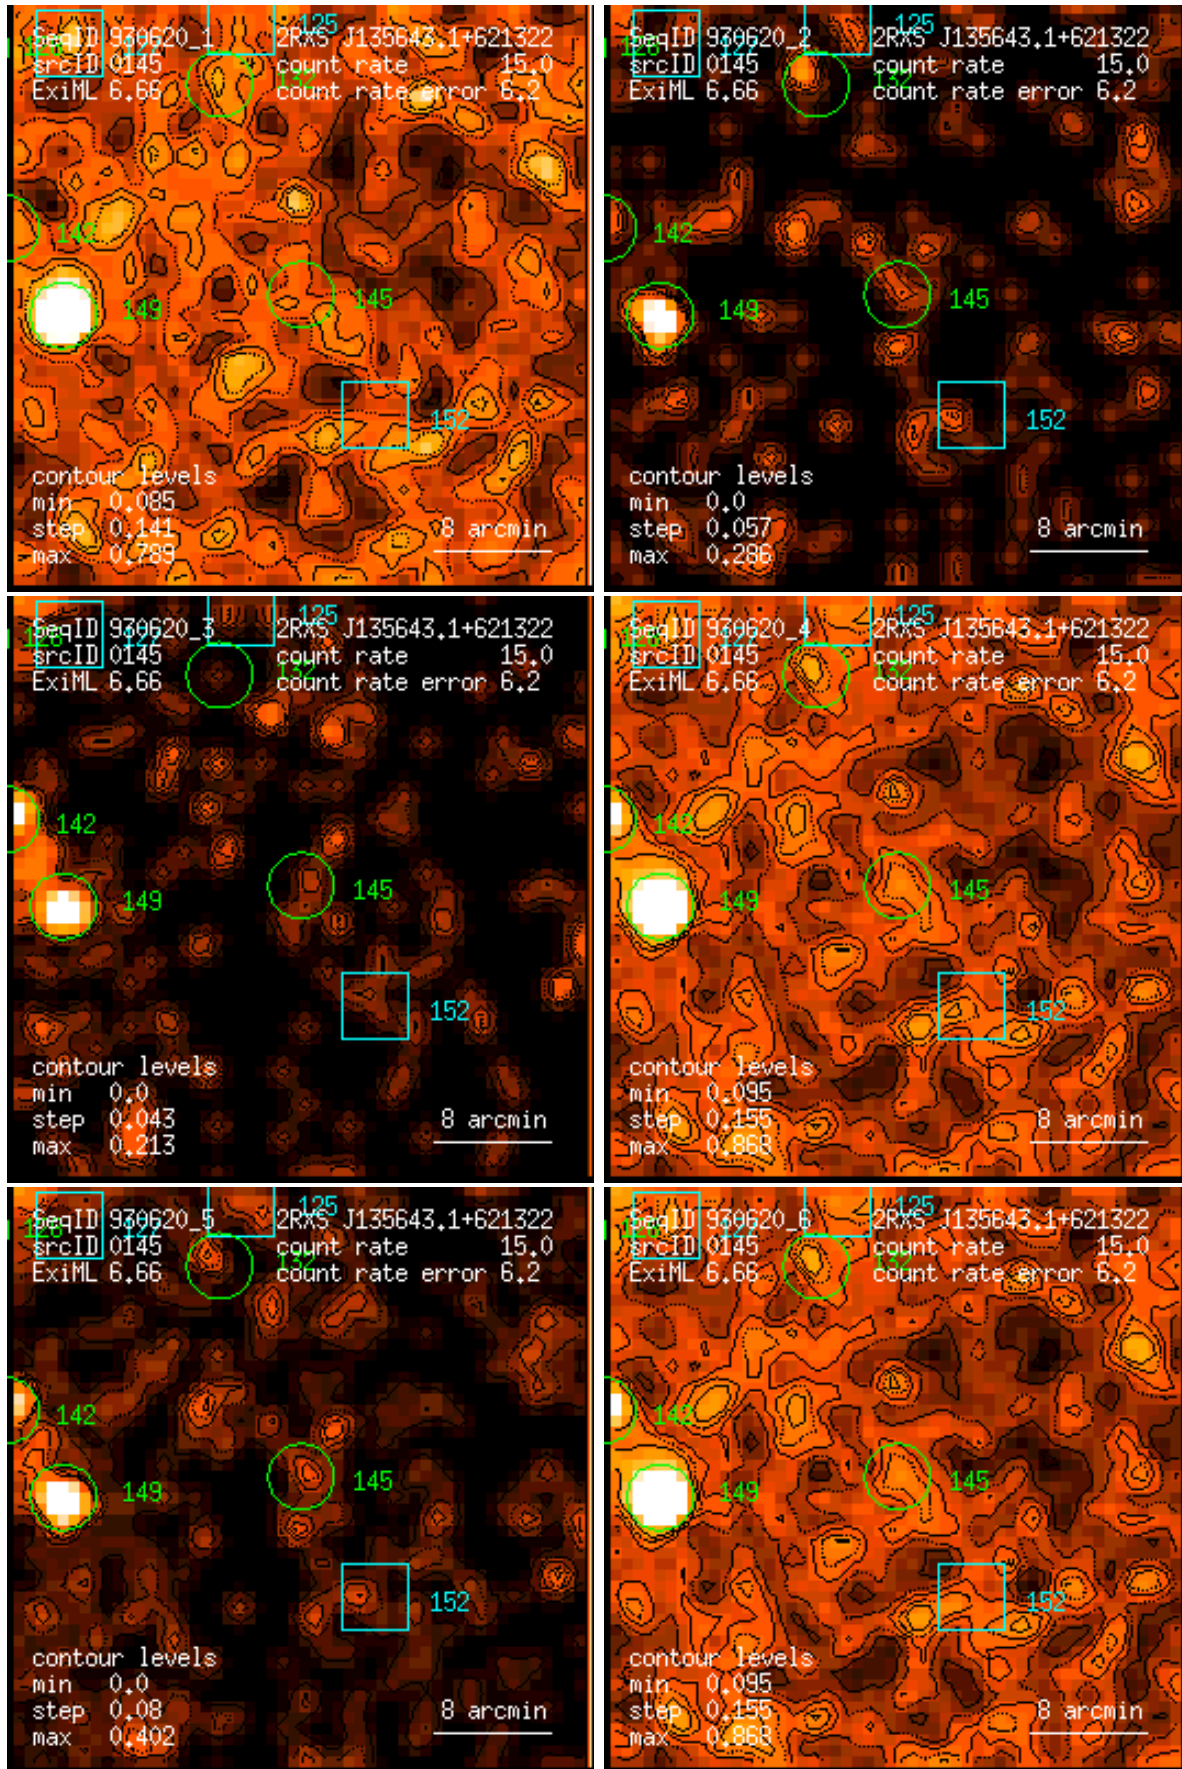 125
SeqID 930620_1 2RXS J135643.1+621322
srcID 0145 count rate 15.0
132
ExiML 6.66 count rate error 6.2
142
149
145
152
contour levels
min 0.085
step 0.141 8 arcmin
max 0.789
125
SeqID 930620_2 2RXS J135643.1+621322
srcID 0145 count rate 15.0
132
ExiML 6.66 count rate error 6.2
142
149
145
152
contour levels
min 0.0
step 0.057 8 arcmin
max 0.286
125
SeqID 930620_3 2RXS J135643.1+621322
srcID 0145 count rate 15.0
132
ExiML 6.66 count rate error 6.2
142
149
145
152
contour levels
min 0.0
step 0.043 8 arcmin
max 0.213
125
SeqID 930620_4 2RXS J135643.1+621322
srcID 0145 count rate 15.0
132
ExiML 6.66 count rate error 6.2
142
149
145
152
contour levels
min 0.095
step 0.155 8 arcmin
max 0.868
125
SeqID 930620_5 2RXS J135643.1+621322
srcID 0145 count rate 15.0
132
ExiML 6.66 count rate error 6.2
142
149
145
152
contour levels
min 0.0
step 0.08 8 arcmin
max 0.402
125
SeqID 930620_6 2RXS J135643.1+621322
srcID 0145 count rate 15.0
132
ExiML 6.66 count rate error 6.2
142
149
145
152
contour levels
min 0.095
step 0.155 8 arcmin
max 0.868